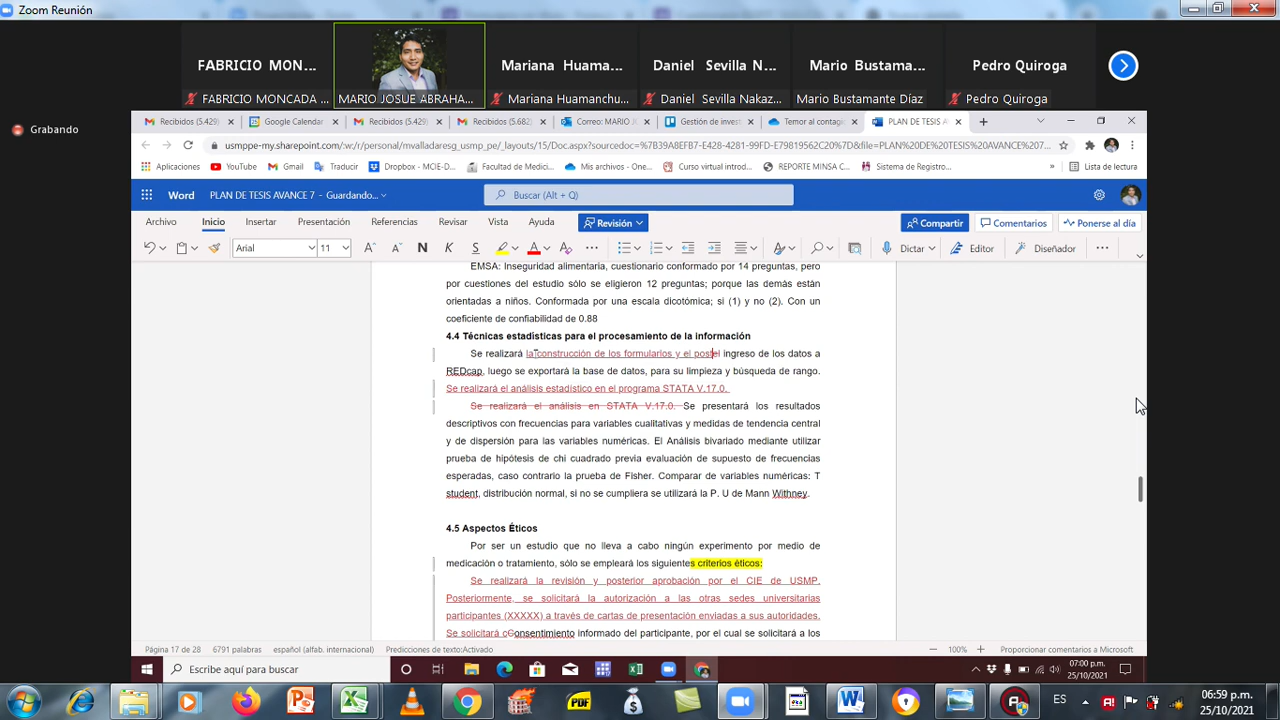 Zoom Reunión
FABRICIO MON...
Mariana Huama...
Daniel Sevilla N...
Mario Bustama...
Pedro Quiroga
FABRICIO MONCADA ...
MARIO JOSUE ABRAHA...
Mariana Huamanchu...
Daniel Sevilla Nakaz...
Mario Bustamante Díaz
Pedro Quiroga
Grabando
Recibidos (5.429)
Google Calendar
Recibidos (5.429)
Recibidos (5.682)
Correo: MARIO J
Gestión de invest
Temor al contagi
PLAN DE TESIS AV
usmppe-my.sharepoint.com/:w:/r/personal/mvalladaresg_usmp_pe/_layouts/15/Doc.aspx?sourcedoc=%7B39A8EFB7-E428-4281-99FD-E79819562C20%7D&file=PLAN%20DE%20TESIS%20AVANCE%207...
Aplicaciones
YouTube
Gmail
Traducir
Dropbox - MCIE-D...
Facultad de Medici...
Mis archivos - One...
Curso virtual introd...
REPORTE MINSA C...
Sistema de Registro...
Lista de lectura
Word
PLAN DE TESIS AVANCE 7 - Guardando...
Buscar (Alt + Q)
Archivo
Inicio
Insertar
Presentación
Referencias
Revisar
Vista
Ayuda
Revisión
Compartir
Comentarios
Ponerse al día
Arial
11
N K S
Dictar
Editor
Diseñador
EMSA: Inseguridad alimentaria, cuestionario conformado por 14 preguntas, pero
por cuestiones del estudio sólo se eligieron 12 preguntas; porque las demás están
orientadas a niños. Conformada por una escala dicotómica; si (1) y no (2). Con un
coeficiente de confiabilidad de 0.88
4.4 Técnicas estadísticas para el procesamiento de la información
Se realizará la construcción de los formularios y el postel ingreso de los datos a
REDcap, luego se exportará la base de datos, para su limpieza y búsqueda de rango.
Se realizará el análisis estadístico en el programa STATA V.17.0.
Se realizará el análisis en STATA V.17.0. Se presentará los resultados
descriptivos con frecuencias para variables cualitativas y medidas de tendencia central
y de dispersión para las variables numéricas. El Análisis bivariado mediante utilizar
prueba de hipótesis de chi cuadrado previa evaluación de supuesto de frecuencias
esperadas, caso contrario la prueba de Fisher. Comparar de variables numéricas: T
student, distribución normal, si no se cumpliera se utilizará la P. U de Mann Withney.
4.5 Aspectos Éticos
Por ser un estudio que no lleva a cabo ningún experimento por medio de
medicación o tratamiento, sólo se empleará los siguientes criterios éticos:
Se realizará la revisión y posterior aprobación por el CIE de USMP.
Posteriormente, se solicitará la autorización a las otras sedes universitarias
participantes (XXXXX) a través de cartas de presentación enviadas a sus autoridades.
Se solicitará cConsentimiento informado del participante, por el cual se solicitará a los
Página 17 de 28
6791 palabras
español (alfab. internacional)
Predicciones de texto:Activado
100%
Proporcionar comentarios a Microsoft
Escribe aquí para buscar
07:00 p.m.
25/10/2021
ES
06:59 p.m.
25/10/2021